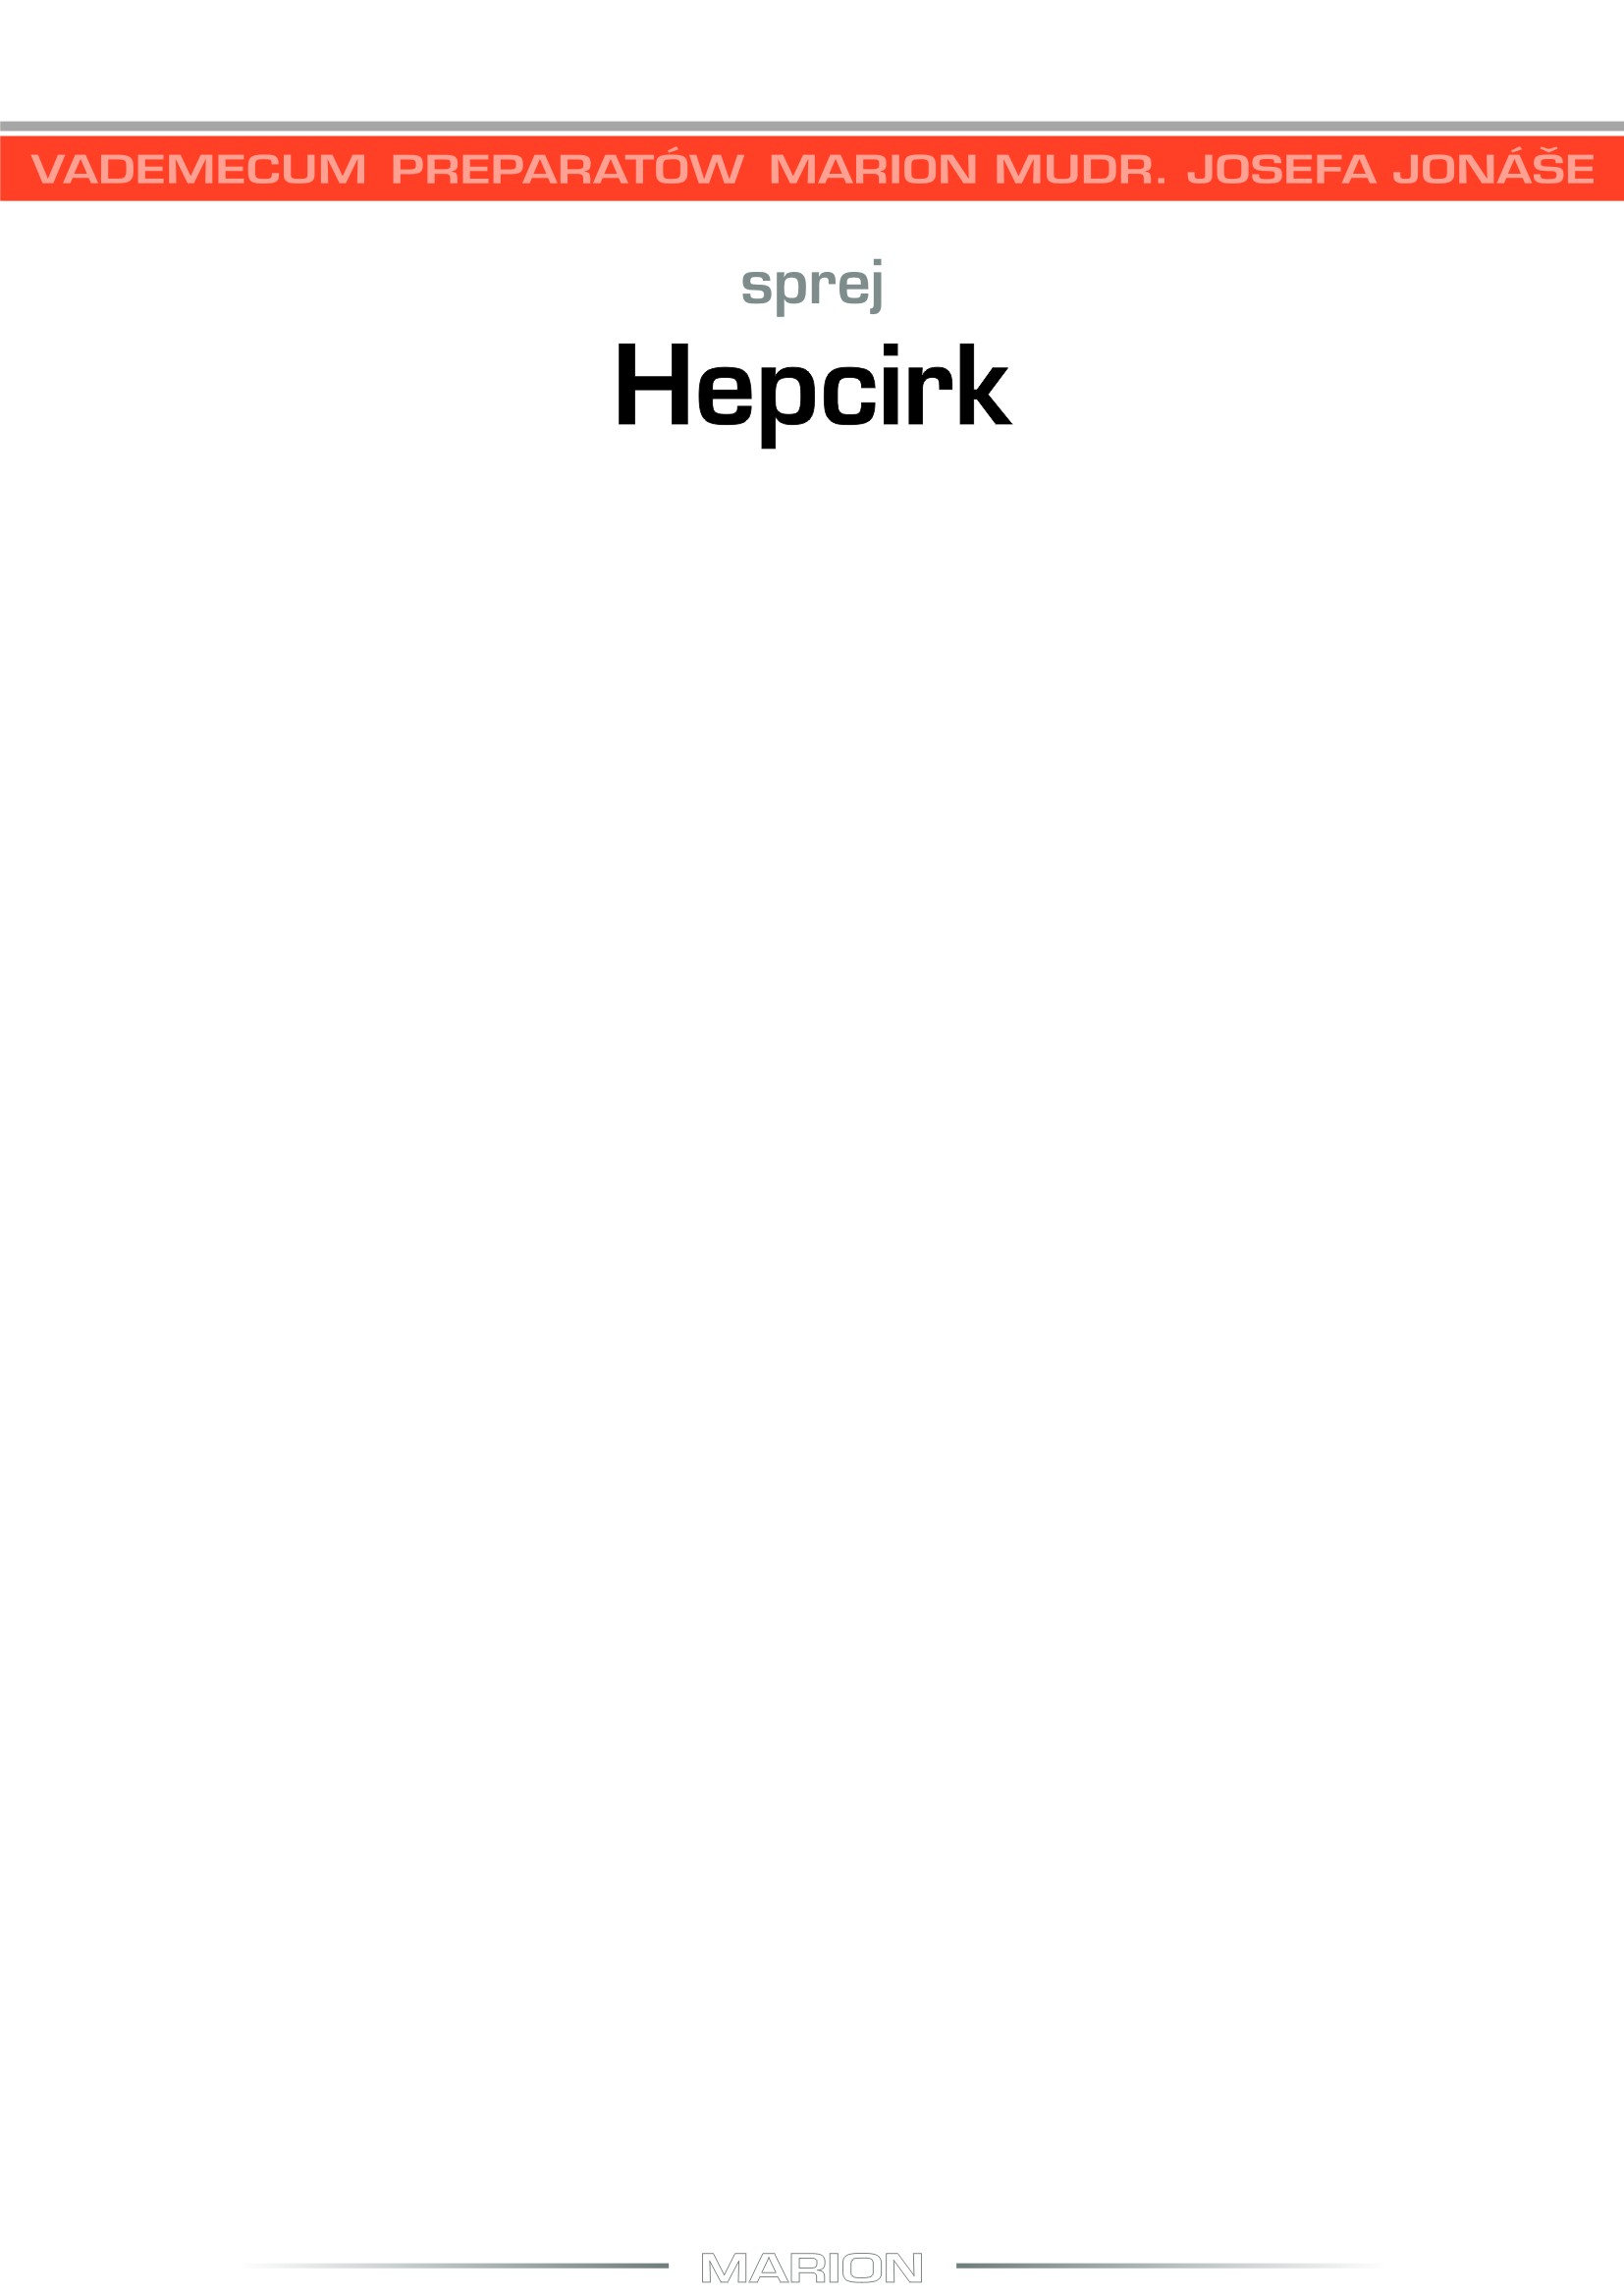 VADEMECUM PREPARATÓW MARION MUDR. JOSEFA JONÁŠE
sprej
Hepcirk
MARION